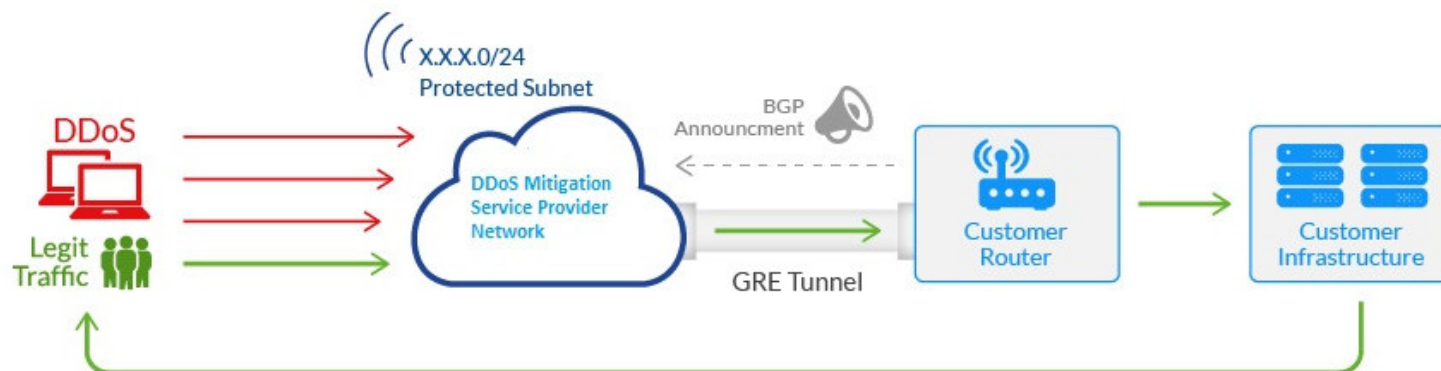 X.X.X.0/24
Protected Subnet
DDoS
Legit
Traffic
DDoS Mitigation
Service Provider
Network
BGP
Announcment
GRE Tunnel
Customer
Router
Customer
Infrastructure